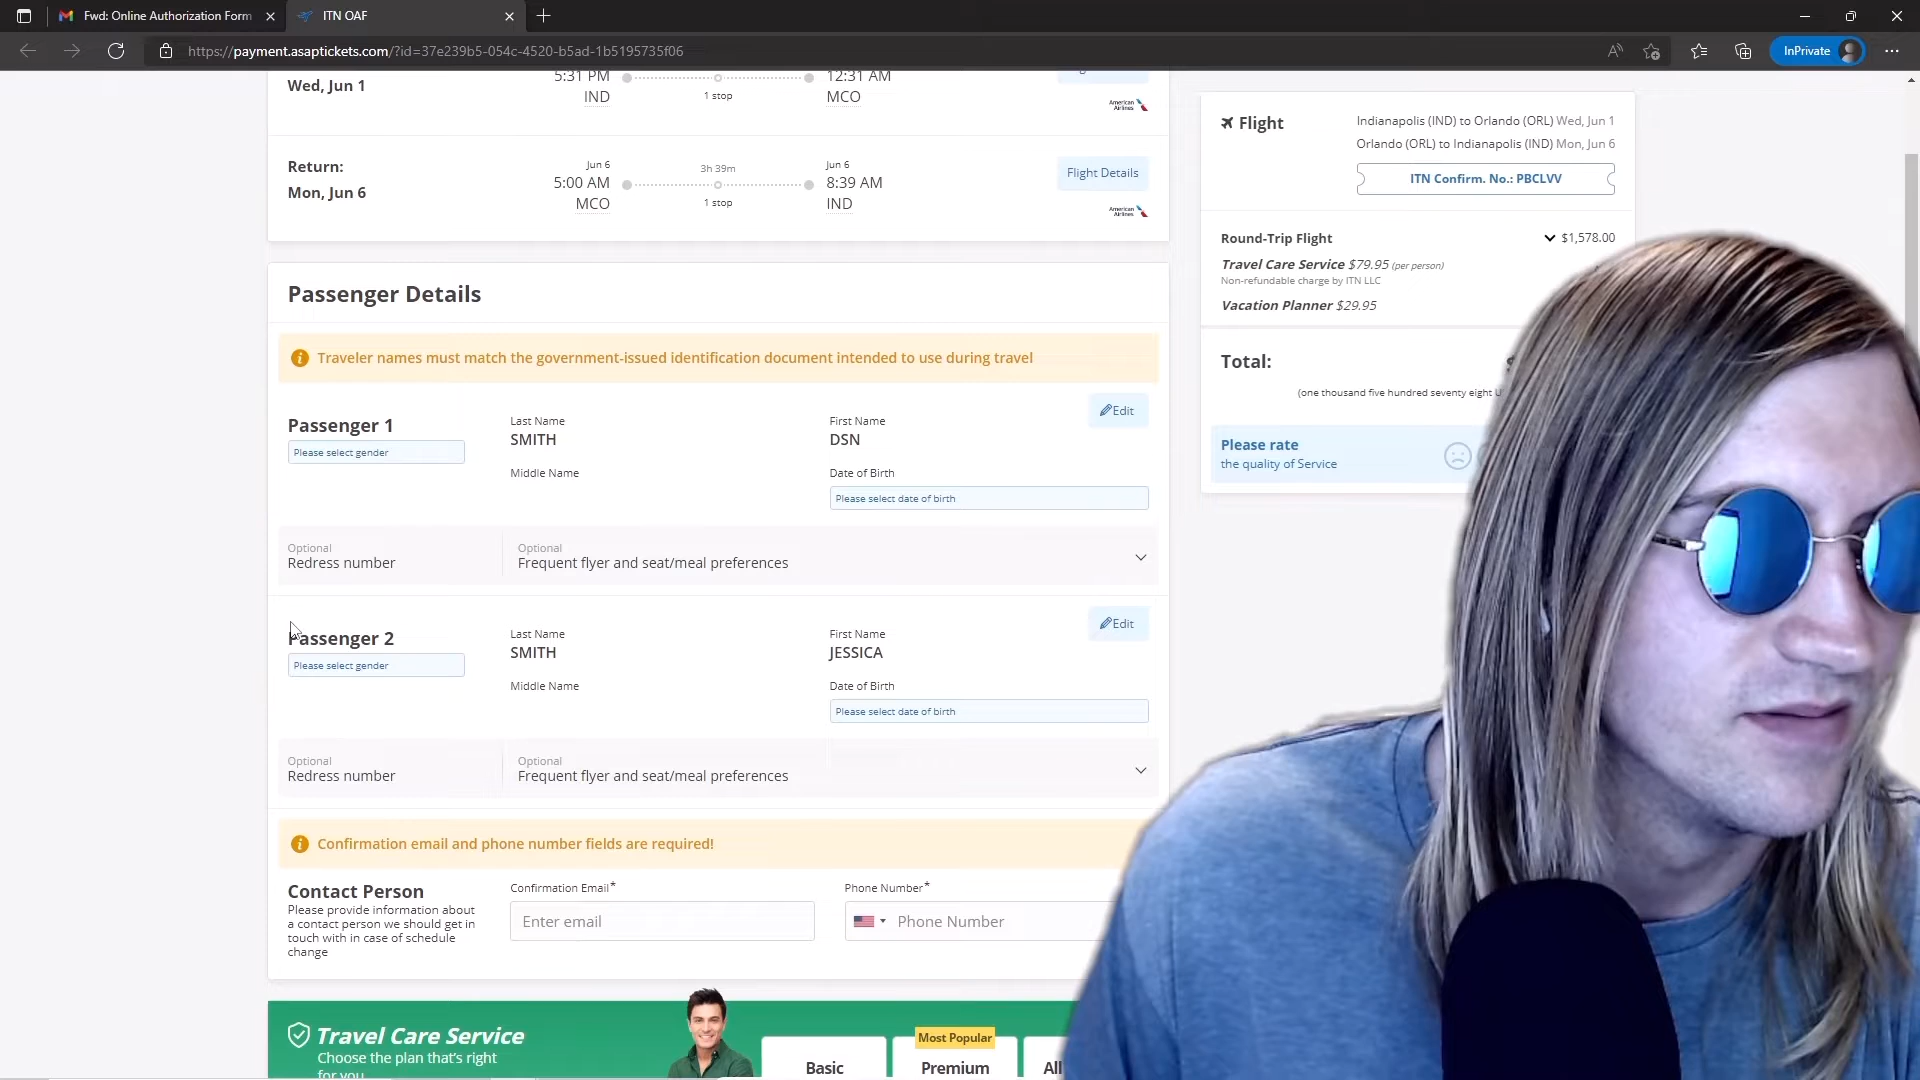 Fwd: Online Authorization Form
ITN OAF
https://payment.asaptickets.com/?id=37e239b5-054c-4520-b5ad-1b5195735f06
InPrivate
Wed, Jun 1
5:31 PM
IND
1 stop
12:31 AM
MCO
American Airlines
Return:
Mon, Jun 6
Jun 6
5:00 AM
MCO
3h 39m
1 stop
Jun 6
8:39 AM
IND
Flight Details
American Airlines
Passenger Details
Traveler names must match the government-issued identification document intended to use during travel
Passenger 1
Please select gender
Last Name
SMITH
Middle Name
First Name
DSN
Date of Birth
Please select date of birth
Edit
Optional
Redress number
Optional
Frequent flyer and seat/meal preferences
Passenger 2
Please select gender
Last Name
SMITH
Middle Name
First Name
JESSICA
Date of Birth
Please select date of birth
Edit
Optional
Redress number
Optional
Frequent flyer and seat/meal preferences
Confirmation email and phone number fields are required!
Contact Person
Please provide information about
a contact person we should get in
touch with in case of schedule
change
Confirmation Email*
Enter email
Phone Number*
Phone Number
Travel Care Service
Choose the plan that's right
for you
Basic
Most Popular
Premium
All
Flight
Indianapolis (IND) to Orlando (ORL) Wed, Jun 1
Orlando (ORL) to Indianapolis (IND) Mon, Jun 6
ITN Confirm. No.: PBCLVV
Round-Trip Flight
$1,578.00
Travel Care Service $79.95 (per person)
Non-refundable charge by ITN LLC
Vacation Planner $29.95
Total:
(one thousand five hundred seventy eight U
Please rate
the quality of Service